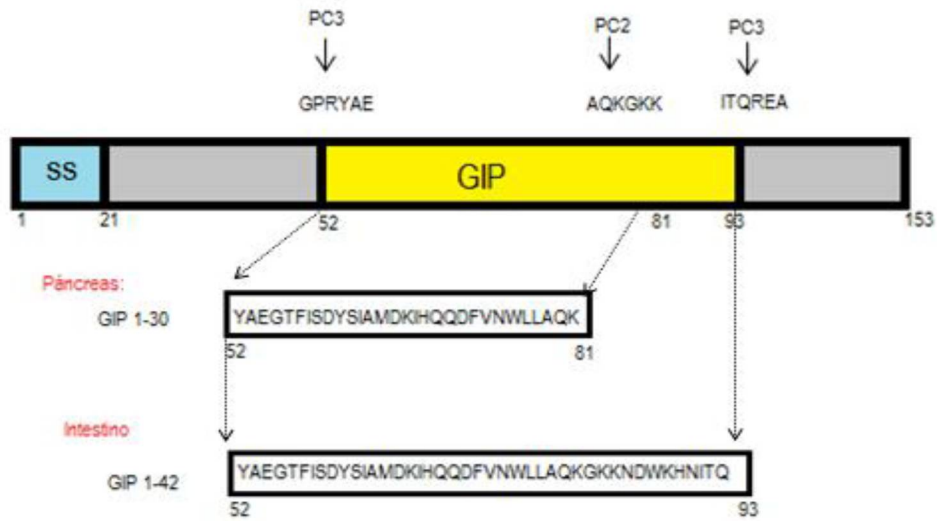 PC3
PC2
PC3
GPRYAE
AQKGKK
ITQREA
SS
GIP
1
21
52
81
93
153
Páncreas:
GIP 1-30
YAEGTFISDYSIAMDKIHQQDFVNWLLAQK
52
81
Intestino
GIP 1-42
YAEGTFISDYSIAMDKIHQQDFVNWLLAQKGKKNDWKHNITQ
52
93